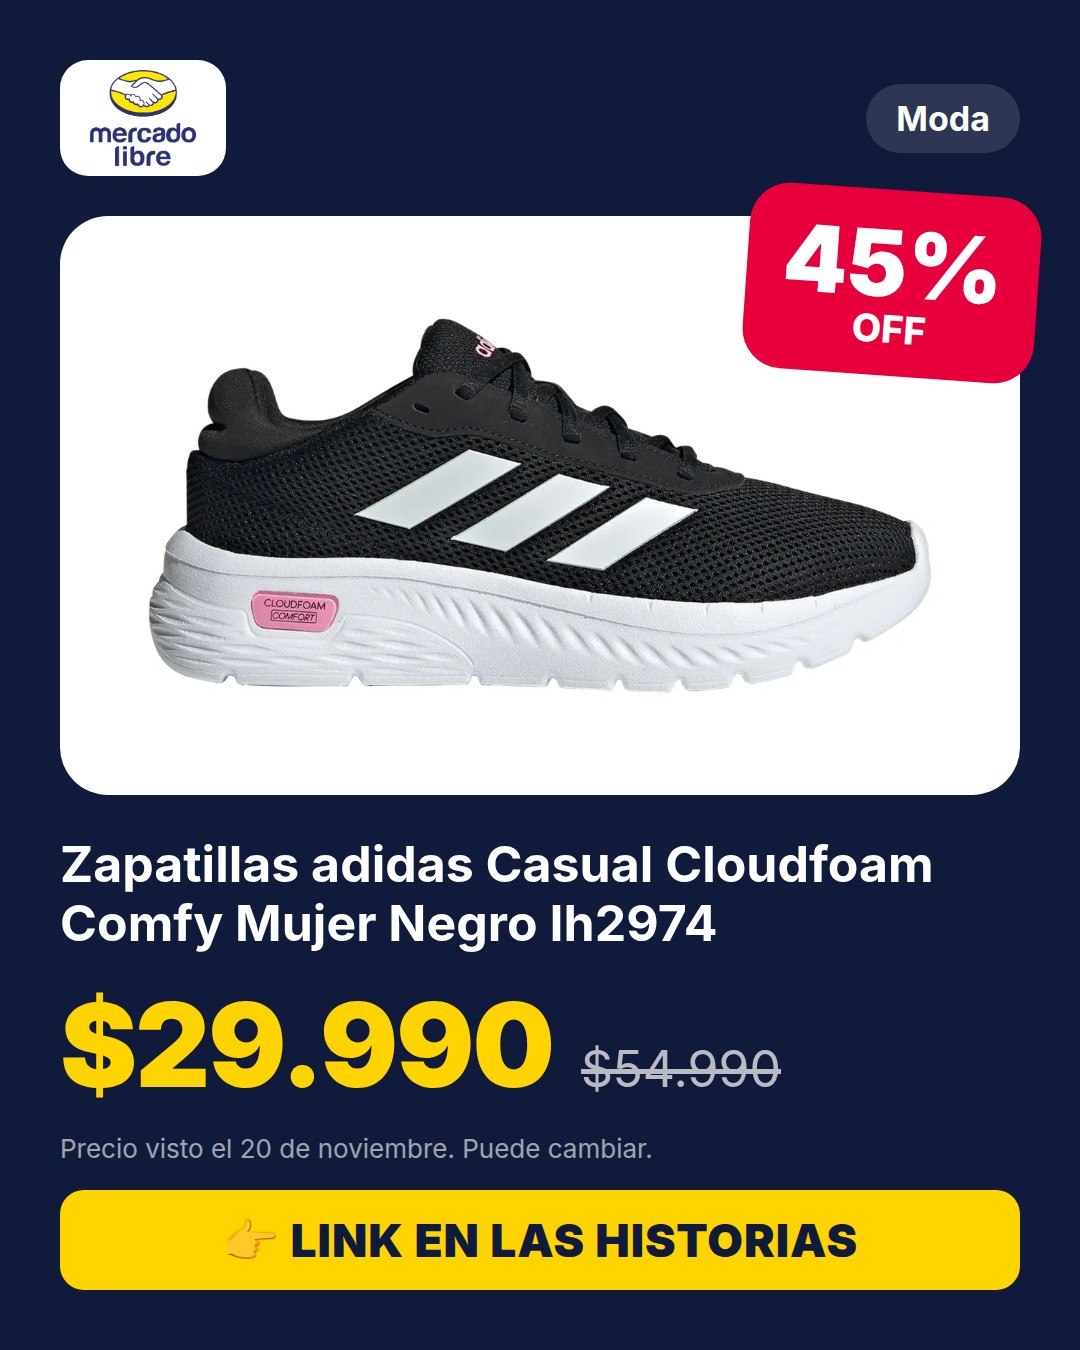 mercado
libre
Moda
45%
OFF
CLOUDFOAM
COMFORT
Zapatillas adidas Casual Cloudfoam
Comfy Mujer Negro Ih2974
$29.990 $54.990
Precio visto el 20 de noviembre. Puede cambiar.
👉 LINK EN LAS HISTORIAS